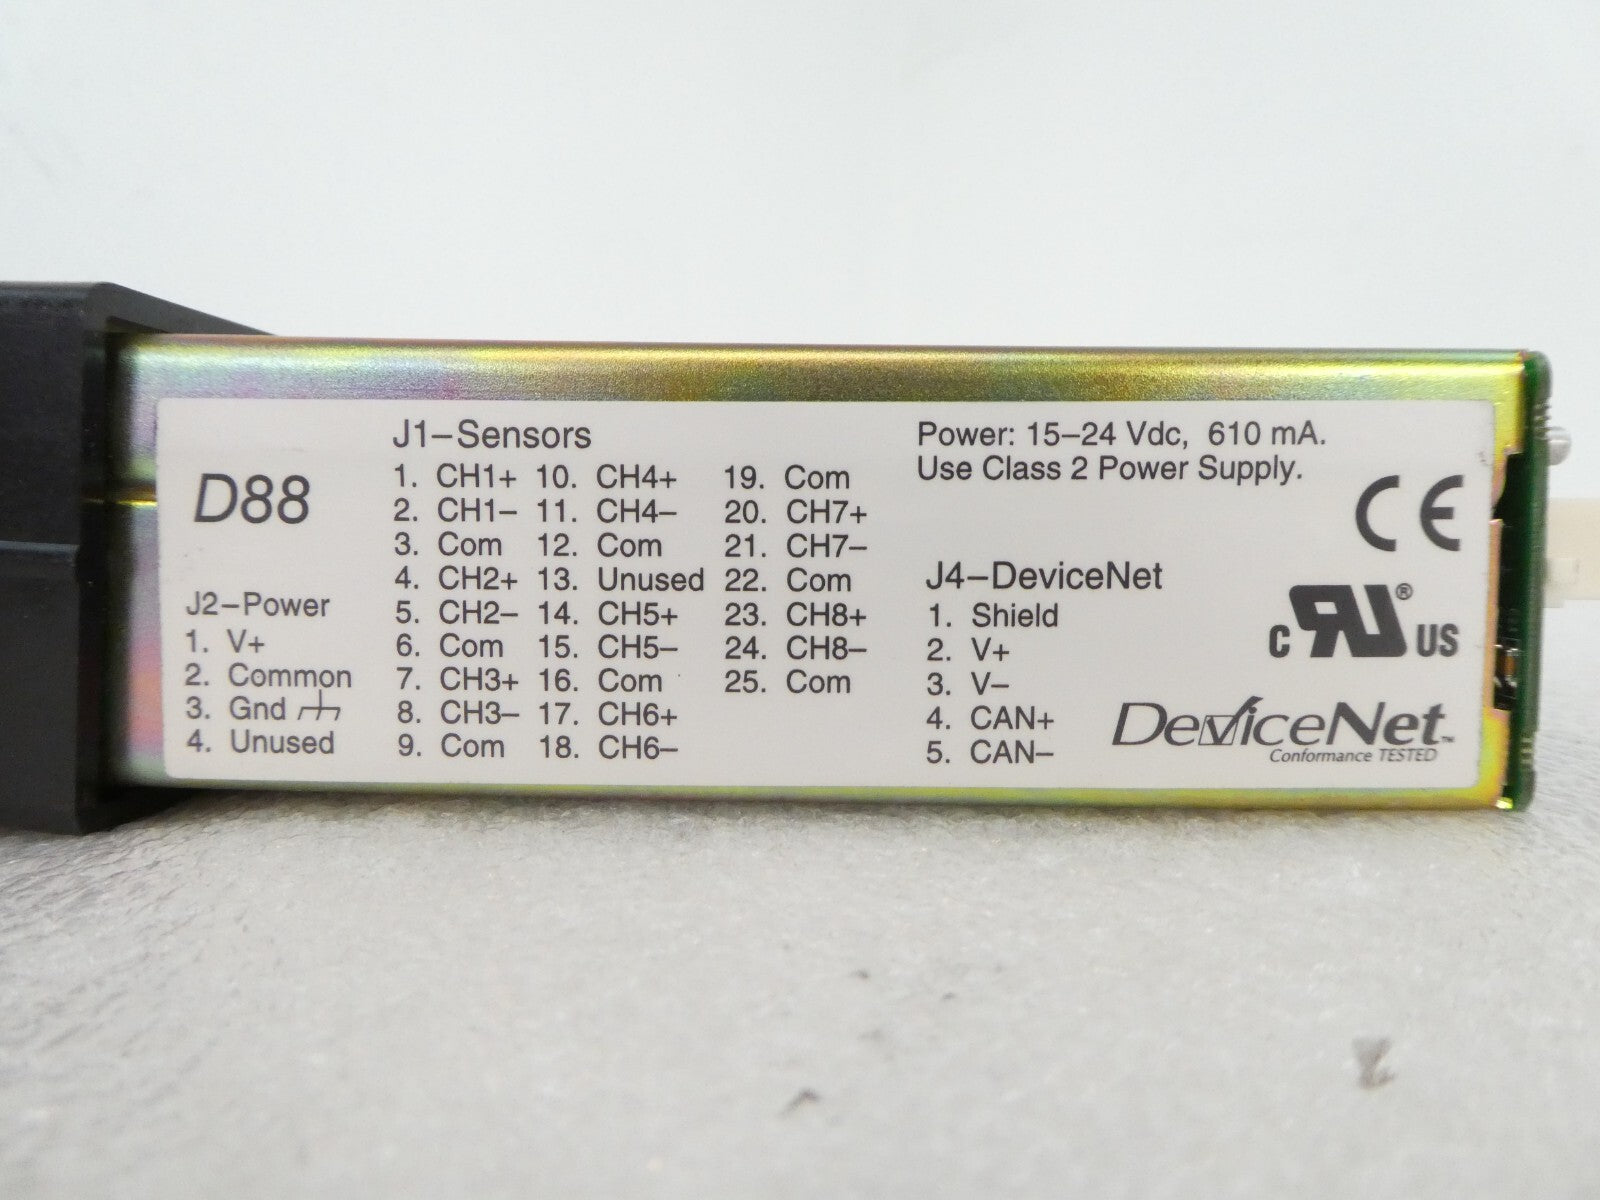 D88
J2–Power
1. V+
2. Common
3. Gnd
4. Unused
J1–Sensors
1. CH1+
2. CH1–
3. Com
4. CH2+
5. CH2–
6. Com
7. CH3+
8. CH3–
9. Com
10. CH4+
11. CH4–
12. Com
13. Unused
14. CH5+
15. CH5–
16. Com
17. CH6+
18. CH6–
19. Com
20. CH7+
21. CH7–
22. Com
23. CH8+
24. CH8–
25. Com
Power: 15–24 Vdc, 610 mA.
Use Class 2 Power Supply.
J4–DeviceNet
1. Shield
2. V+
3. V–
4. CAN+
5. CAN–
CE
c RU® US
DeviceNet™
Conformance TESTED